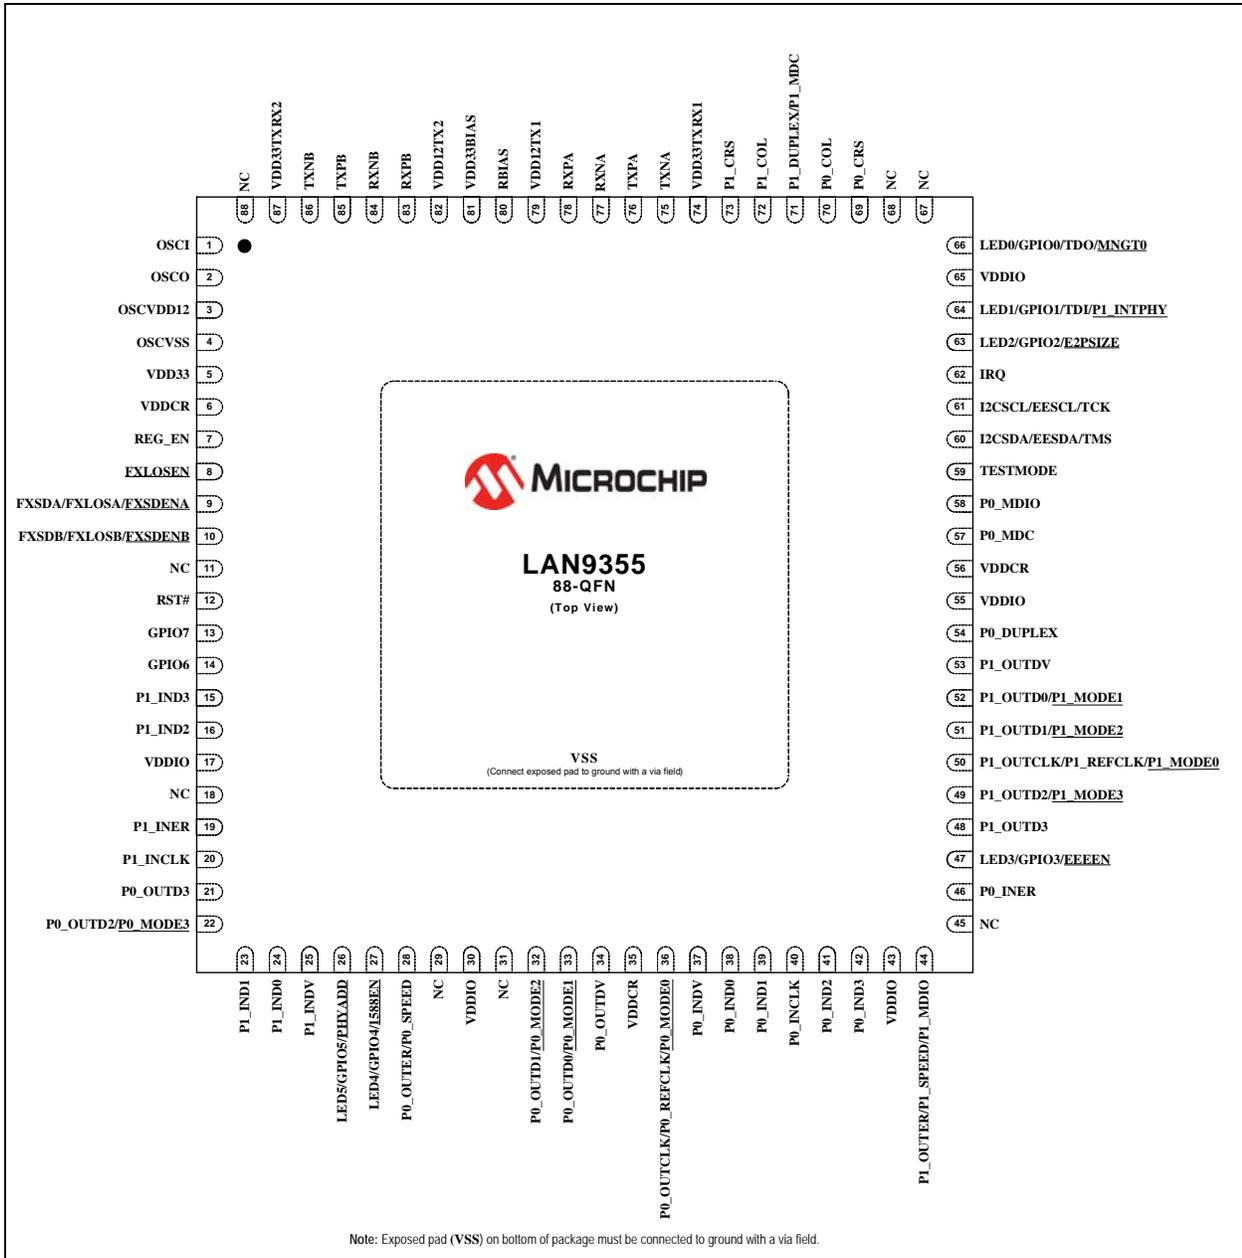 NC
VDD33TXRX2
TXNB
TXPB
RXNB
RXPB
VDD12TX2
VDD33BIAS
RBIAS
VDD12TX1
RXPA
RXNA
TXPA
TXNA
VDD33TXRX1
P1_CRS
P1_COL
P1_DUPLEX/P1_MDC
P0_COL
P0_CRS
NC
NC
88 87 86 85 84 83 82 81 80 79 78 77 76 75 74 73 72 71 70 69 68 67
OSCI 1
OSCO 2
OSCVDD12 3
OSCVSS 4
VDD33 5
VDDCR 6
REG_EN 7
FXLOSEN 8
FXSDA/FXLOSA/FXSDENA 9
FXSDB/FXLOSB/FXSDENB 10
NC 11
RST# 12
GPIO7 13
GPIO6 14
P1_IND3 15
P1_IND2 16
VDDIO 17
NC 18
P1_INER 19
P1_INCLK 20
P0_OUTD3 21
P0_OUTD2/P0_MODE3 22
MICROCHIP
LAN9355
88-QFN
(Top View)
VSS
(Connect exposed pad to ground with a via field)
66 LED0/GPIO0/TDO/MNGT0
65 VDDIO
64 LED1/GPIO1/TDI/P1_INTPHY
63 LED2/GPIO2/E2PSIZE
62 IRQ
61 I2CSCL/EESCL/TCK
60 I2CSDA/EESDA/TMS
59 TESTMODE
58 P0_MDIO
57 P0_MDC
56 VDDCR
55 VDDIO
54 P0_DUPLEX
53 P1_OUTDV
52 P1_OUTD0/P1_MODE1
51 P1_OUTD1/P1_MODE2
50 P1_OUTCLK/P1_REFCLK/P1_MODE0
49 P1_OUTD2/P1_MODE3
48 P1_OUTD3
47 LED3/GPIO3/EEEEN
46 P0_INER
45 NC
23 24 25 26 27 28 29 30 31 32 33 34 35 36 37 38 39 40 41 42 43 44
P1_IND1
P1_IND0
P1_INDV
LED5/GPIO5/PHYADD
LED4/GPIO4/1588EN
P0_OUTER/P0_SPEED
NC
VDDIO
NC
P0_OUTD1/P0_MODE2
P0_OUTD0/P0_MODE1
P0_OUTDV
VDDCR
P0_OUTCLK/P0_REFCLK/P0_MODE0
P0_INDV
P0_IND0
P0_IND1
P0_INCLK
P0_IND2
P0_IND3
VDDIO
P1_OUTER/P1_SPEED/P1_MDIO
Note: Exposed pad (VSS) on bottom of package must be connected to ground with a via field.